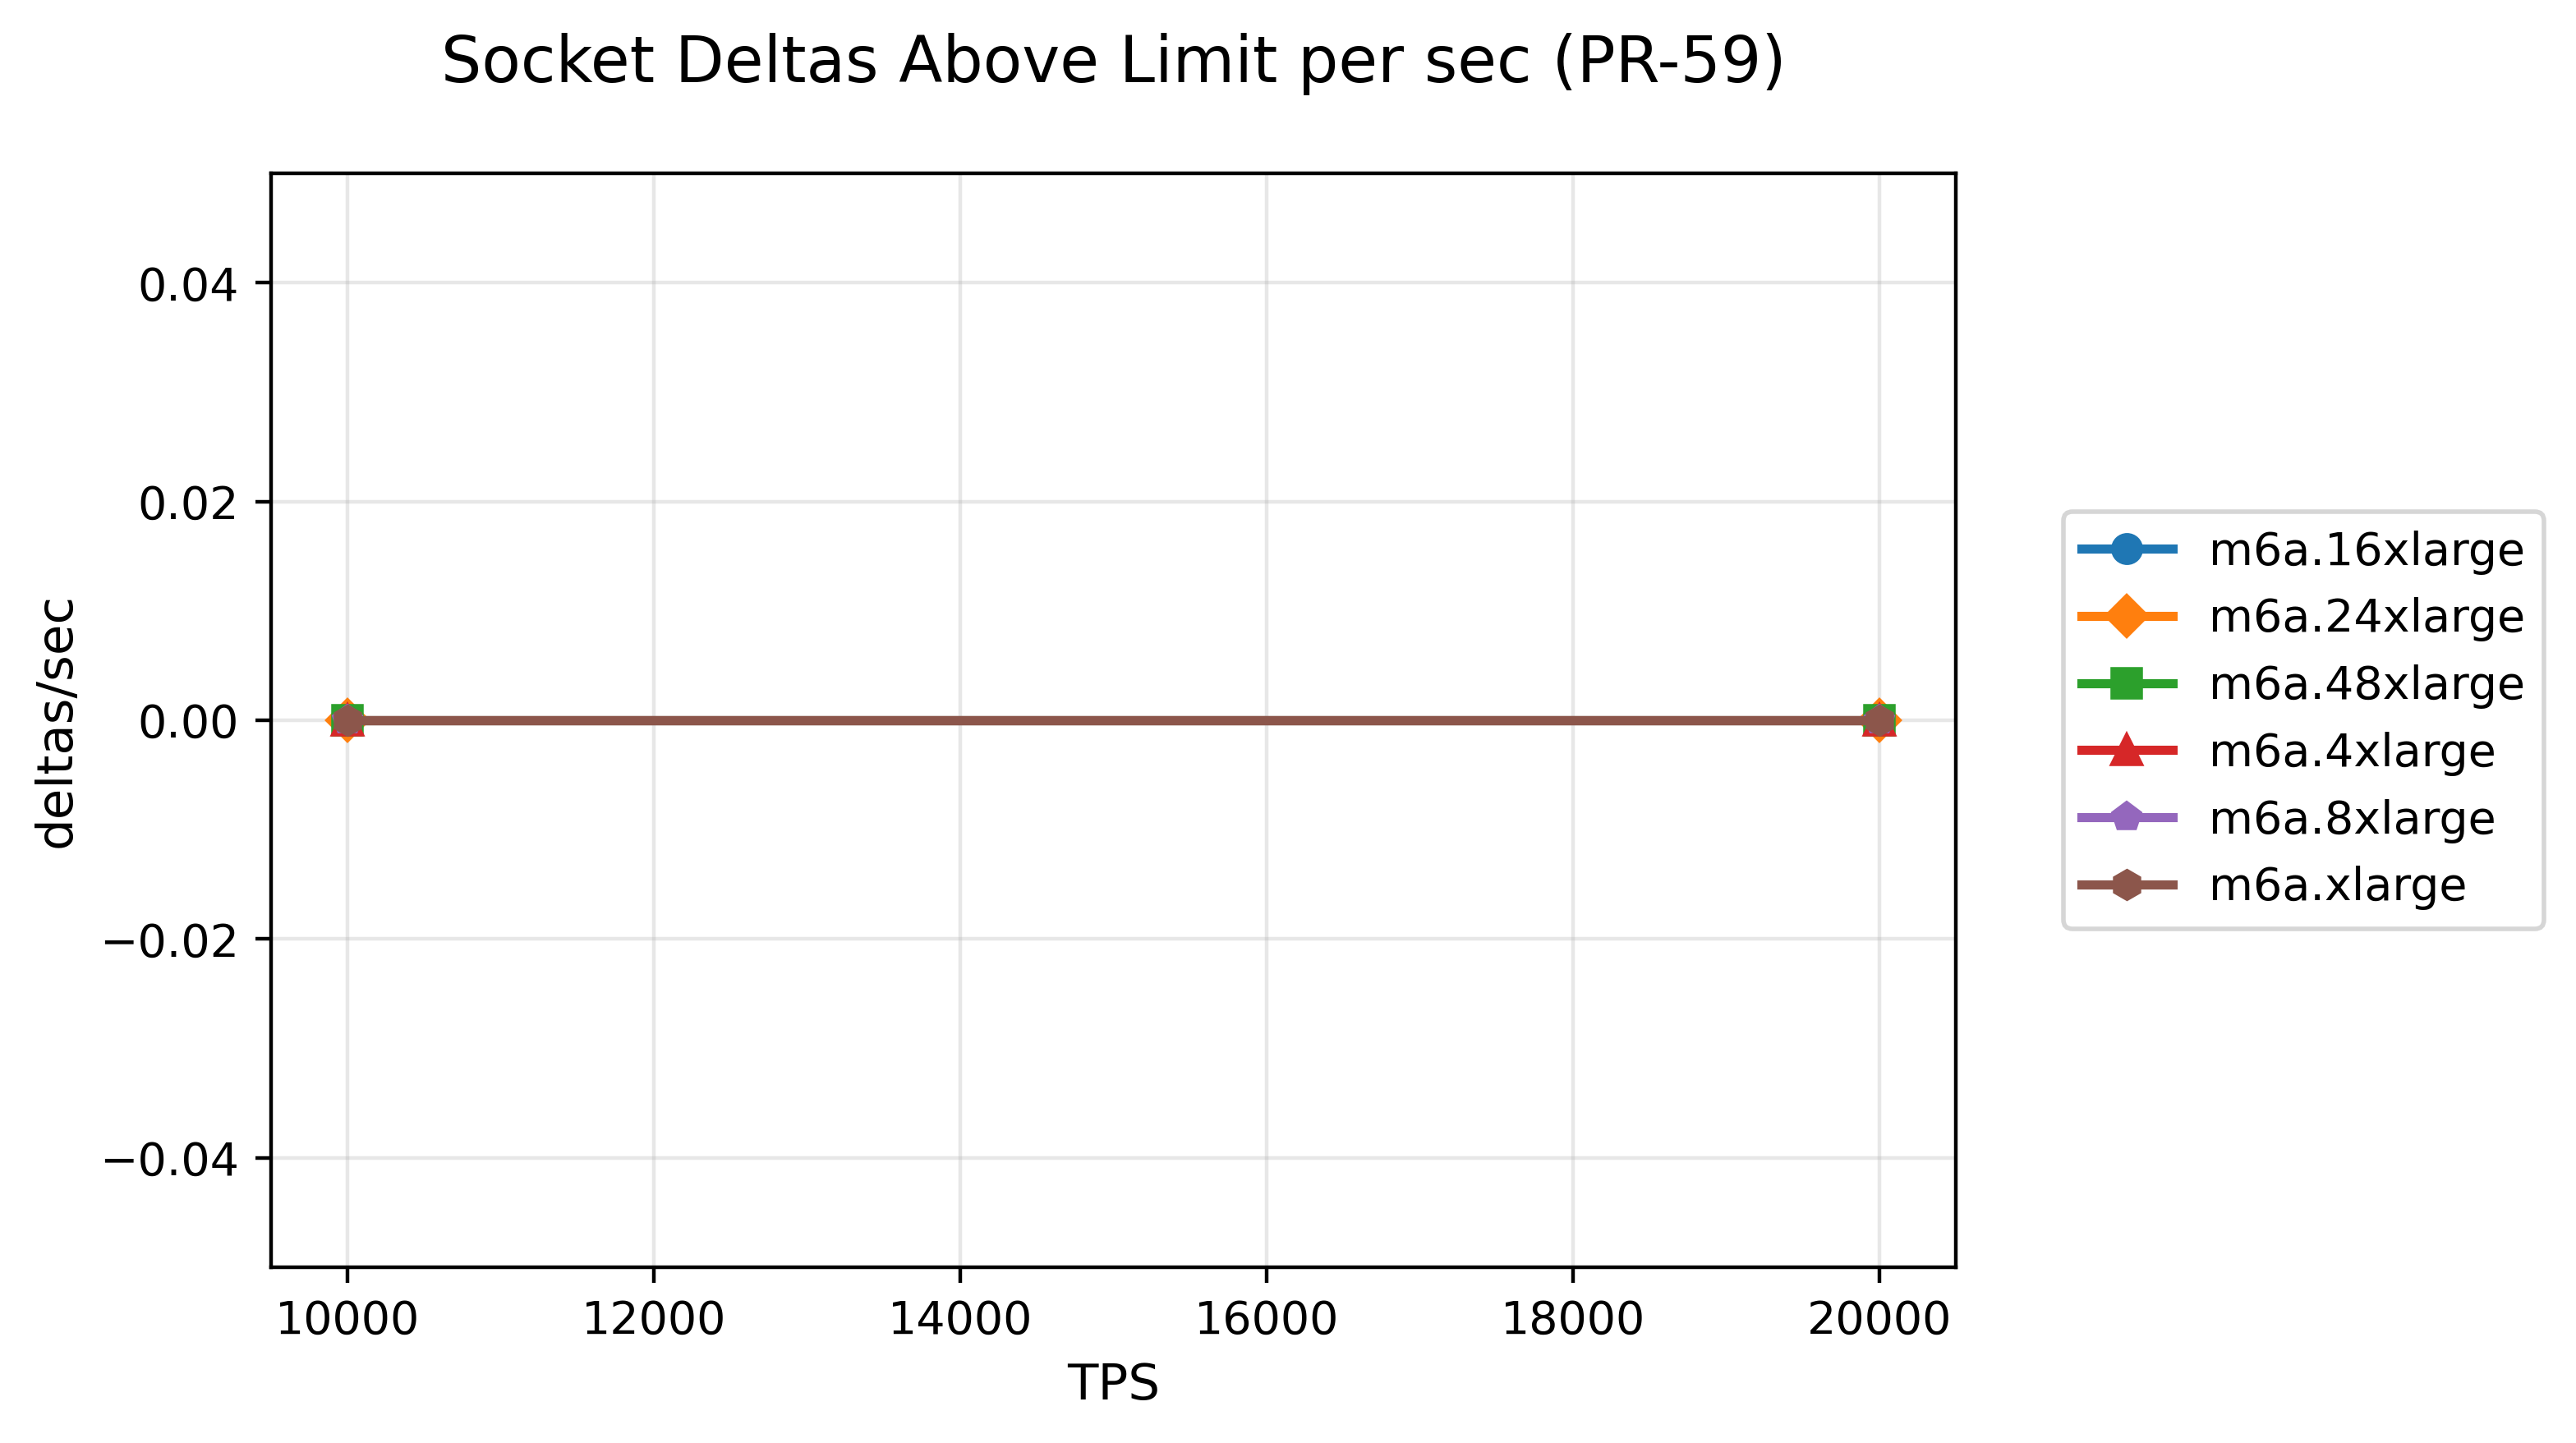 Socket Deltas Above Limit per sec (PR-59)
deltas/sec
0.04
0.02
0.00
−0.02
−0.04
10000 12000 14000 16000 18000 20000
TPS
m6a.16xlarge
m6a.24xlarge
m6a.48xlarge
m6a.4xlarge
m6a.8xlarge
m6a.xlarge